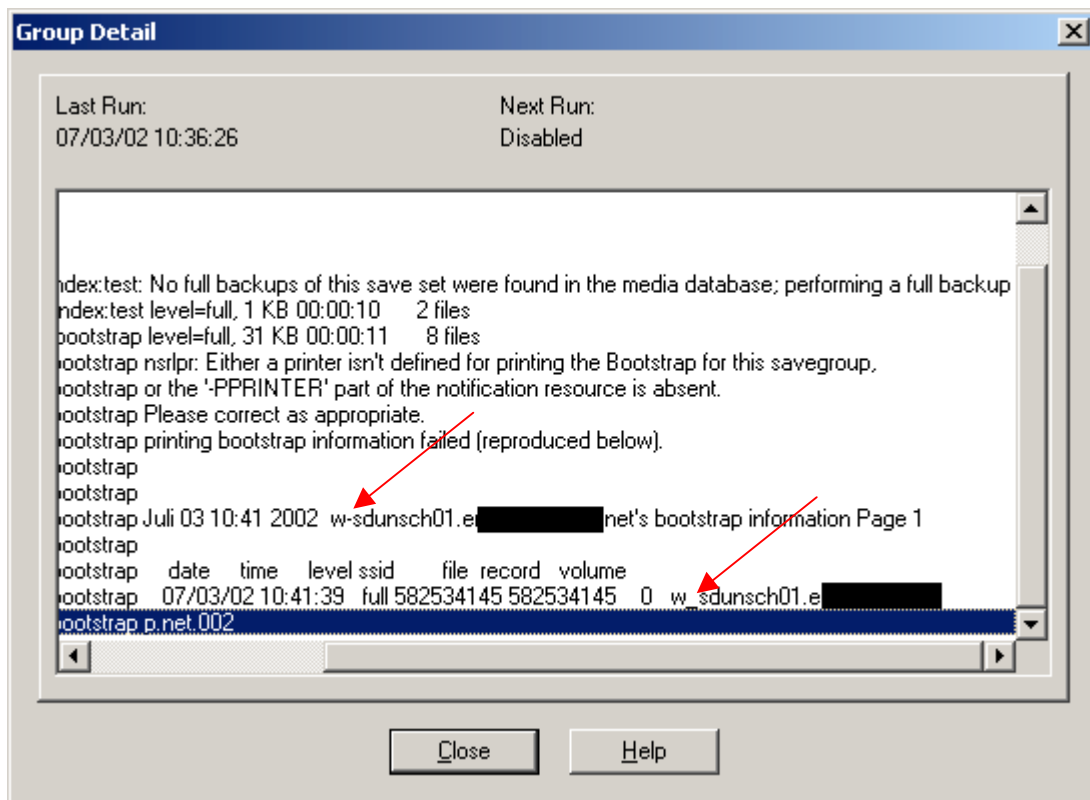 Group Detail
Last Run:
07/03/02 10:36:26
Next Run:
Disabled
ndex:test: No full backups of this save set were found in the media database; performing a full backup
ndex:test level=full, 1 KB 00:00:10 2 files
bootstrap level=full, 31 KB 00:00:11 8 files
bootstrap nsrlpr: Either a printer isn't defined for printing the Bootstrap for this savegroup,
bootstrap or the '-PPRINTER' part of the notification resource is absent.
bootstrap Please correct as appropriate.
bootstrap printing bootstrap information failed (reproduced below).
bootstrap
bootstrap
bootstrap Juli 03 10:41 2002 w-sdunsch01.e net's bootstrap information Page 1
bootstrap
bootstrap date time level ssid file record volume
bootstrap 07/03/02 10:41:39 full 582534145 582534145 0 w_sdunsch01.e
bootstrap p.net.002
Close
Help